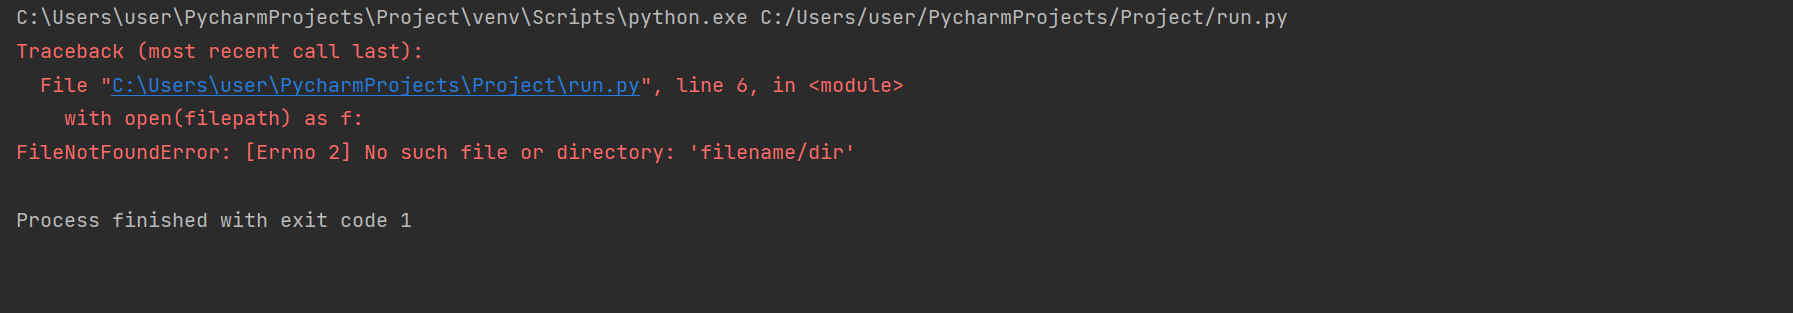 C:\Users\user\PycharmProjects\Project\venv\Scripts\python.exe C:/Users/user/PycharmProjects/Project/run.py
Traceback (most recent call last):
  File "C:\Users\user\PycharmProjects\Project\run.py", line 6, in <module>
    with open(filepath) as f:
FileNotFoundError: [Errno 2] No such file or directory: 'filename/dir'
Process finished with exit code 1